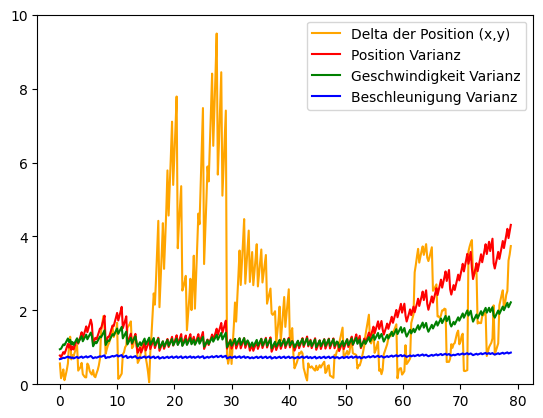 10
Delta der Position (x,y)
Position Varianz
Geschwindigkeit Varianz
Beschleunigung Varianz
8
6
4
2
0
0 10 20 30 40 50 60 70 80